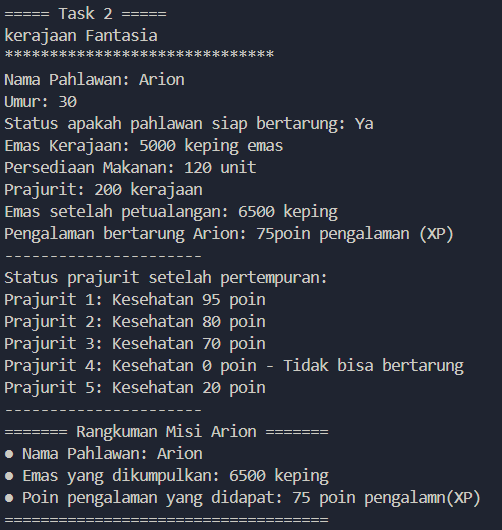 ===== Task 2 =====
kerajaan Fantasia
******************************
Nama Pahlawan: Arion
Umur: 30
Status apakah pahlawan siap bertarung: Ya
Emas Kerajaan: 5000 keping emas
Persediaan Makanan: 120 unit
Prajurit: 200 kerajaan
Emas setelah petualangan: 6500 keping
Pengalaman bertarung Arion: 75poin pengalaman (XP)
----------------------
Status prajurit setelah pertempuran:
Prajurit 1: Kesehatan 95 poin
Prajurit 2: Kesehatan 80 poin
Prajurit 3: Kesehatan 70 poin
Prajurit 4: Kesehatan 0 poin - Tidak bisa bertarung
Prajurit 5: Kesehatan 20 poin
----------------------
======= Rangkuman Misi Arion =======
● Nama Pahlawan: Arion
● Emas yang dikumpulkan: 6500 keping
● Poin pengalaman yang didapat: 75 poin pengalamn(XP)
====================================